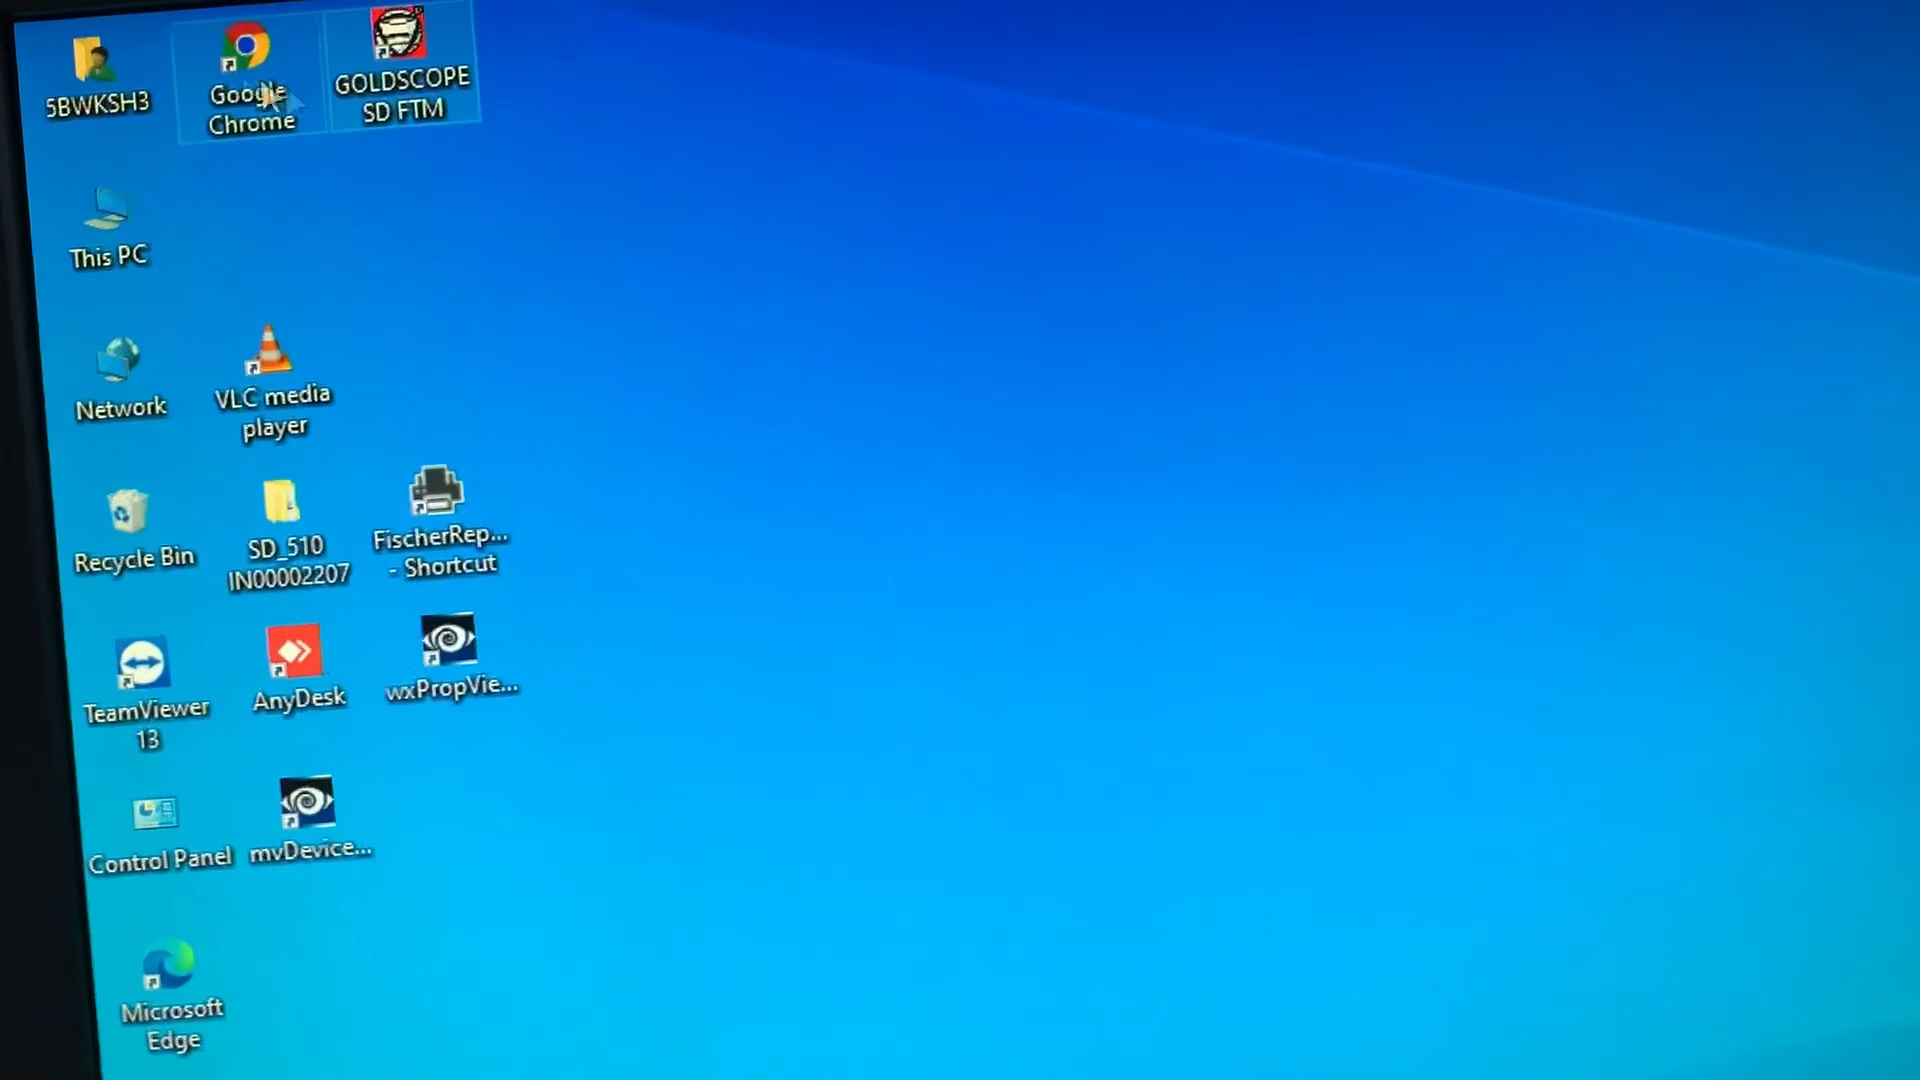 5BWKSH3
Google
Chrome
GOLDSCOPE
SD FTM
This PC
Network
VLC media
player
Recycle Bin
SD_510
IN00002207
FischerRep...
- Shortcut
TeamViewer
13
AnyDesk
wxPropVie...
Control Panel
mvDevice...
Microsoft
Edge